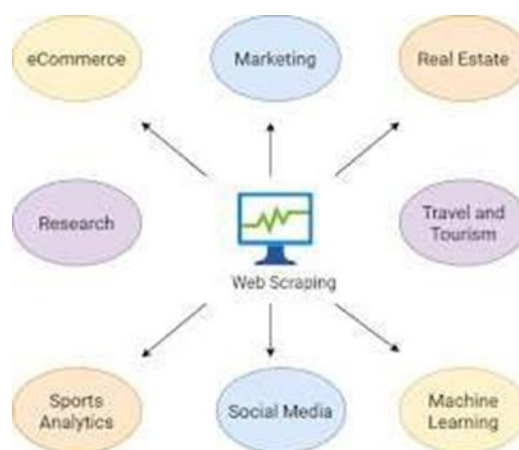 eCommerce
Marketing
Real Estate
Research
Travel and
Tourism
Web Scraping
Sports
Analytics
Social Media
Machine
Learning